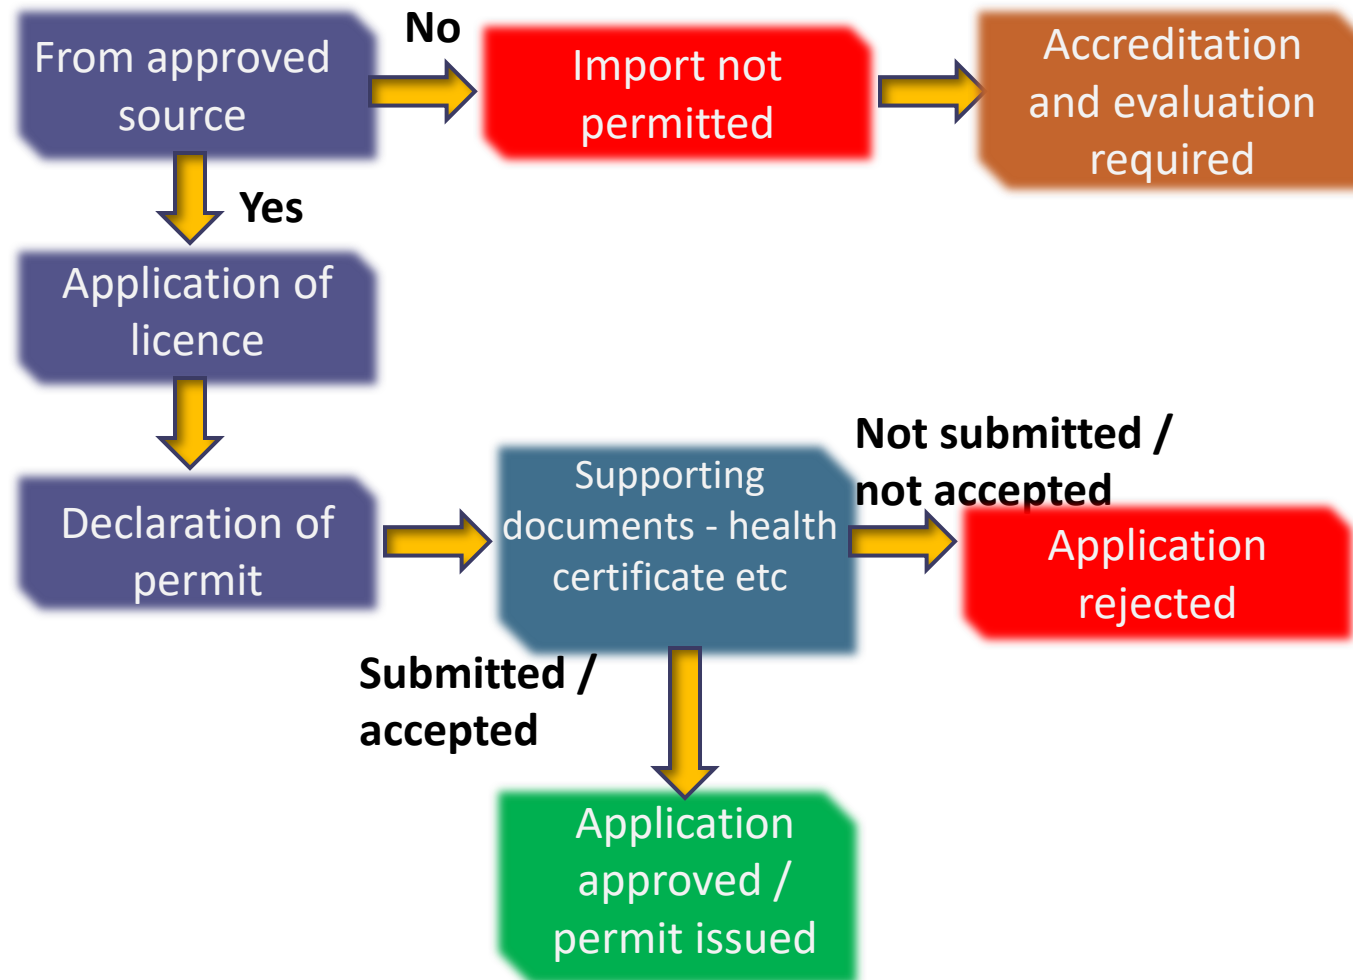 From approved
source
No
Import not
permitted
Accreditation
and evaluation
required
Yes
Application of
licence
Declaration of
permit
Supporting
documents - health
certificate etc
Not submitted /
not accepted
Application
rejected
Submitted /
accepted
Application
approved /
permit issued